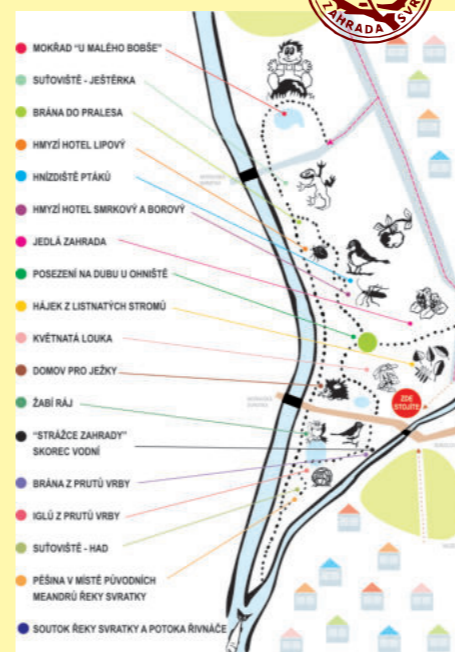 ZAHRADA SVR
MOKŘAD “U MALÉHO BOBŠE”
SUŤOVIŠTĚ - JEŠTĚRKA
BRÁNA DO PRALESA
HMYZÍ HOTEL LIPOVÝ
HNÍZDIŠTĚ PTÁKŮ
HMYZÍ HOTEL SMRKOVÝ A BOROVÝ
JEDLÁ ZAHRADA
POSEZENÍ NA DUBU U OHNIŠTĚ
HÁJEK Z LISTNATÝCH STROMŮ
KVĚTNATÁ LOUKA
DOMOV PRO JEŽKY
ŽABÍ RÁJ
“STRÁŽCE ZAHRADY”
SKOREC VODNÍ
BRÁNA Z PRUTŮ VRBY
IGLŮ Z PRUTŮ VRBY
SUŤOVIŠTĚ - HAD
PĚŠINA V MÍSTĚ PŮVODNÍCH
MEANDRŮ ŘEKY SVRATKY
SOUTOK ŘEKY SVRATKY A POTOKA ŘIVNÁČE
ZDE
STOJÍTE